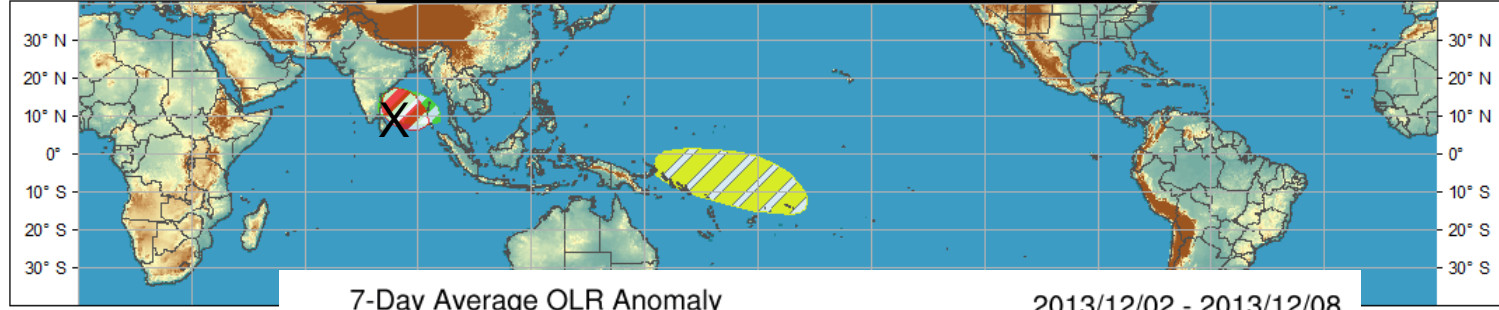 30° N 30° N
20° N 20° N
10° N X 10° N
0° 0°
10° S 10° S
20° S 20° S
30° S 30° S
7-Day Average OLR Anomaly 2013/12/02 - 2013/12/08